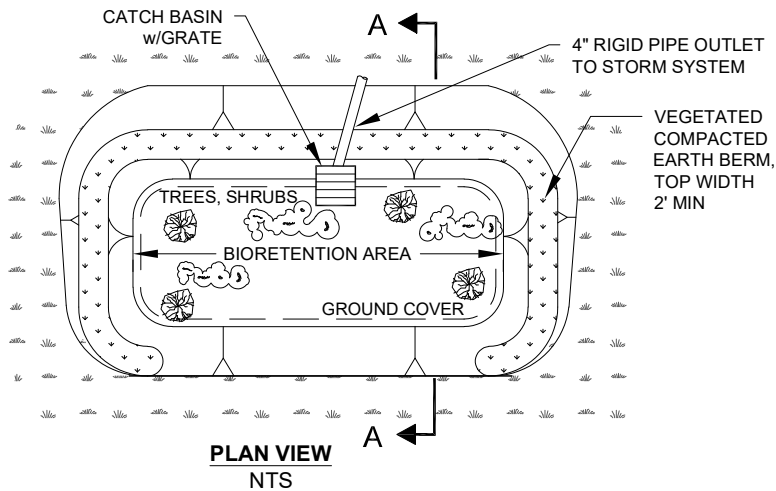 CATCH BASIN
w/GRATE
A
4" RIGID PIPE OUTLET
TO STORM SYSTEM
VEGETATED
COMPACTED
EARTH BERM,
TOP WIDTH
2' MIN
TREES, SHRUBS
BIORETENTION AREA
GROUND COVER
A
PLAN VIEW
NTS